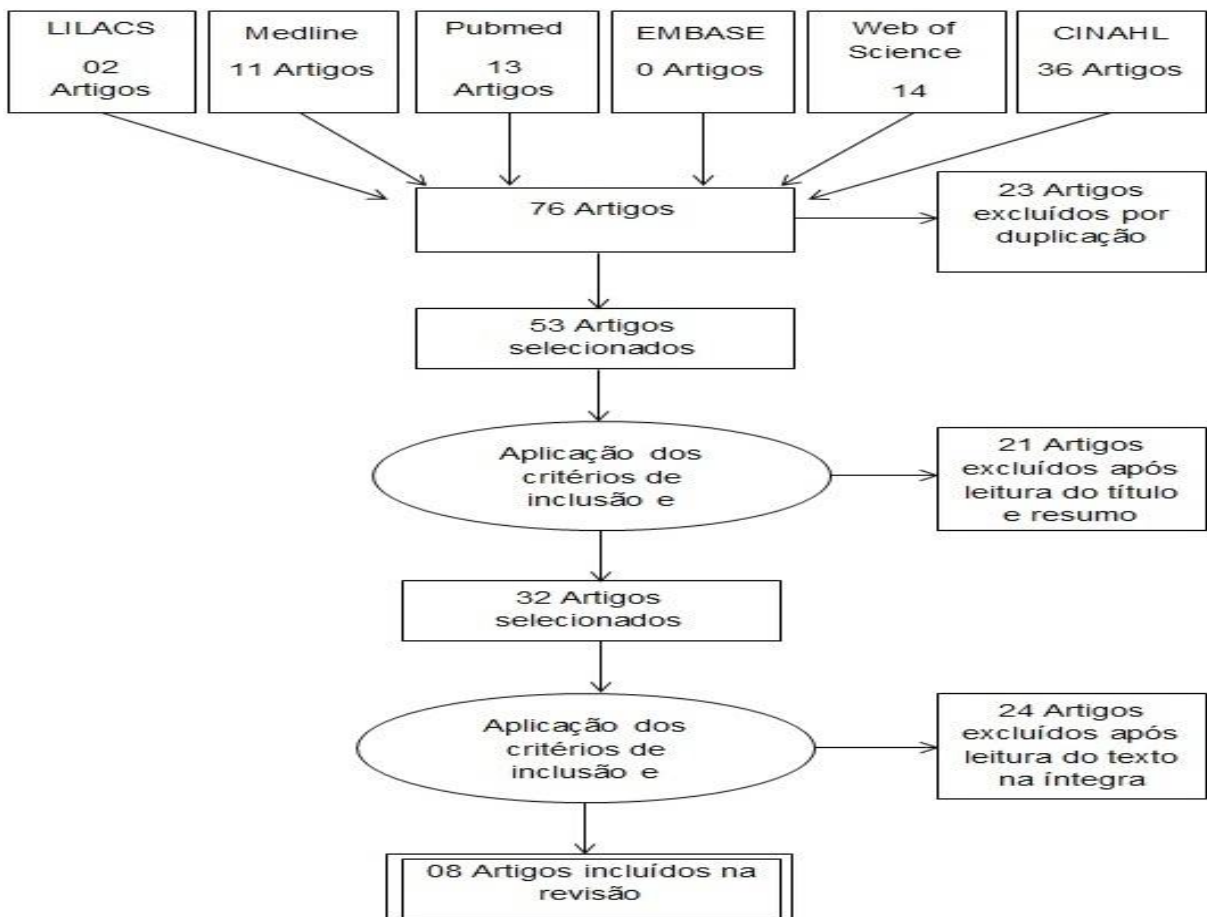 LILACS
02
Artigos
Medline
11 Artigos
Pubmed
13
Artigos
EMBASE
0 Artigos
Web of
Science
14
CINAHL
36 Artigos
76 Artigos
23 Artigos
excluídos por
duplicação
53 Artigos
selecionados
Aplicação dos
critérios de
inclusão e
21 Artigos
excluídos após
leitura do título
e resumo
32 Artigos
selecionados
Aplicação dos
critérios de
inclusão e
24 Artigos
excluídos após
leitura do texto
na íntegra
08 Artigos incluídos na
revisão